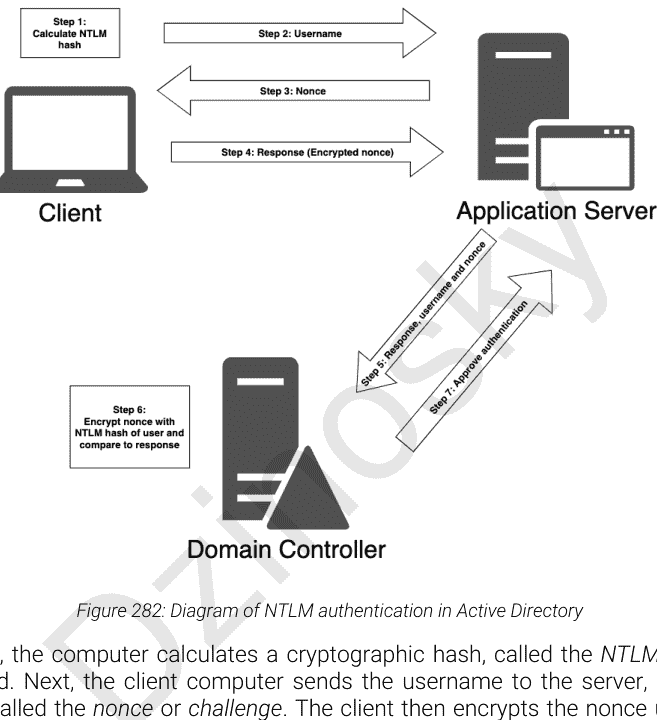 Step 1:
Calculate NTLM
hash
Step 2: Username
Step 3: Nonce
Step 4: Response (Encrypted nonce)
Client
Application Server
Step 5: Response, username and nonce
Step 7: Approve authentication
Step 6:
Encrypt nonce with
NTLM hash of user and
compare to response
Domain Controller
Dzinosky
Figure 282: Diagram of NTLM authentication in Active Directory
, the computer calculates a cryptographic hash, called the NTLM
d. Next, the client computer sends the username to the server,
alled the nonce or challenge. The client then encrypts the nonce u